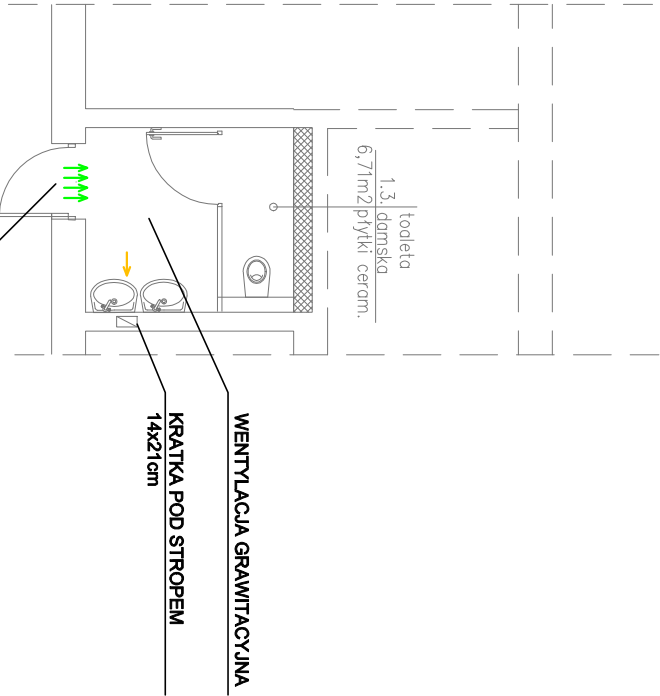 toaleta
1.3. damska
6,71m2 płytki ceram.
WENTYLACJA GRAWITACYJNA
KRATKA POD STROPEM
14x21cm